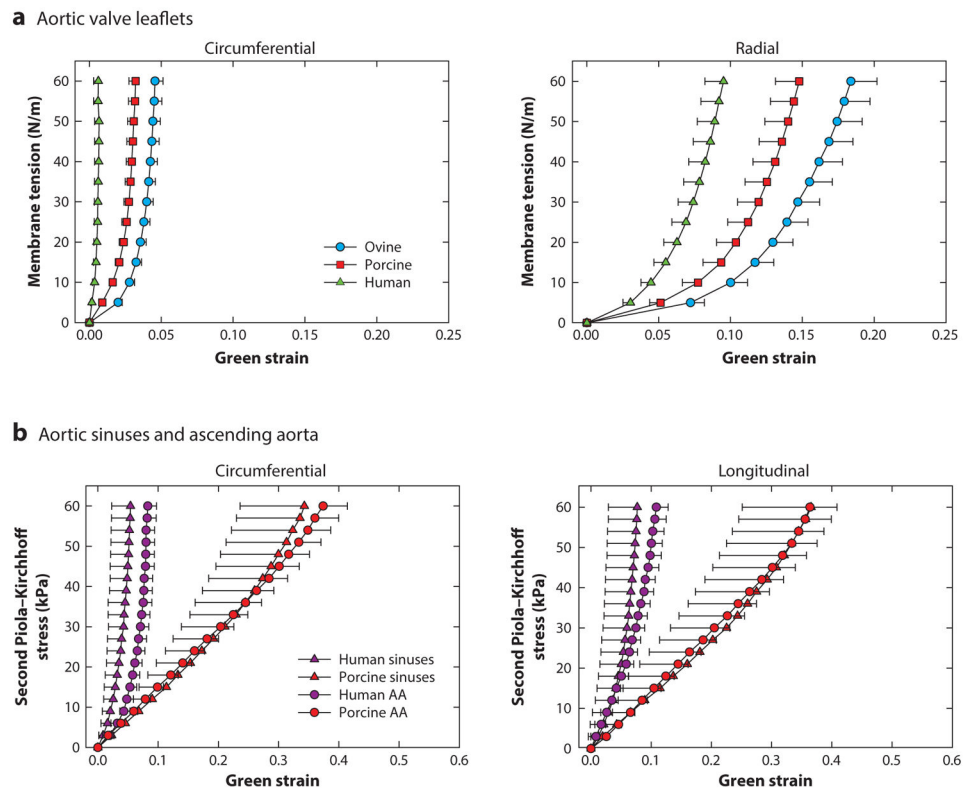 a Aortic valve leaflets
Circumferential
Membrane tension (N/m)
60
50
40
30
20
10
0
0.00 0.05 0.10 0.15 0.20 0.25
Green strain
Ovine
Porcine
Human
Radial
Membrane tension (N/m)
60
50
40
30
20
10
0
0.00 0.05 0.10 0.15 0.20 0.25
Green strain
b Aortic sinuses and ascending aorta
Circumferential
Second Piola–Kirchhoff
stress (kPa)
60
50
40
30
20
10
0
0.0 0.1 0.2 0.3 0.4 0.5 0.6
Green strain
Human sinuses
Porcine sinuses
Human AA
Porcine AA
Longitudinal
Second Piola–Kirchhoff
stress (kPa)
60
50
40
30
20
10
0
0.0 0.1 0.2 0.3 0.4 0.5 0.6
Green strain